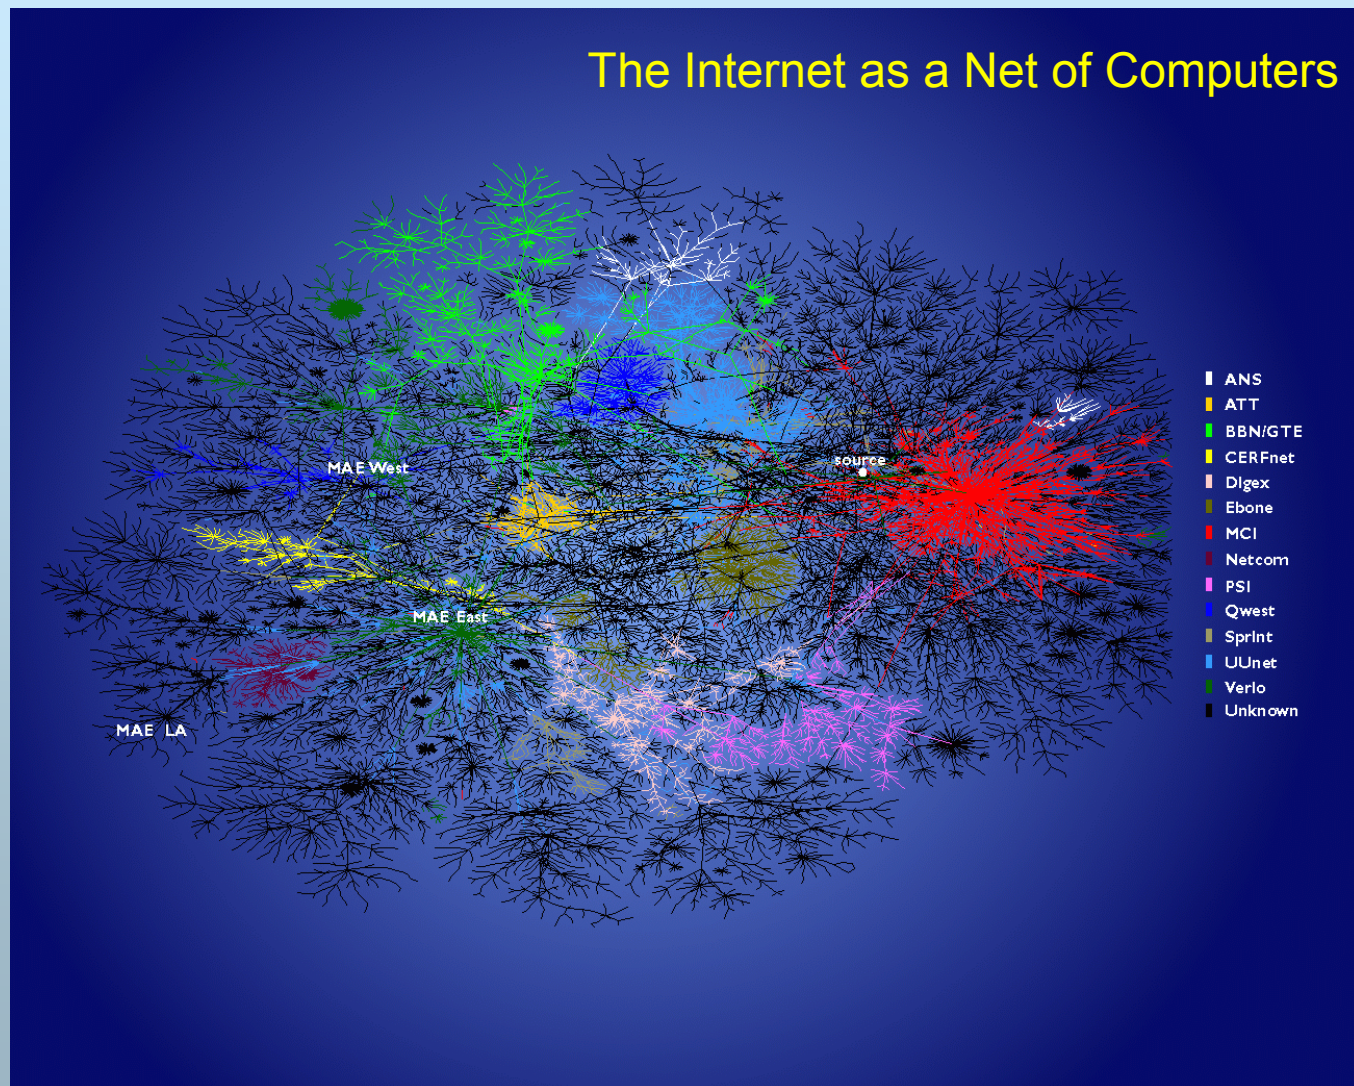 The Internet as a Net of Computers
ANS
ATT
BBN/GTE
CERFnet
MAE West
source
Digex
Ebone
MCI
Netcom
PSI
Qwest
MAE East
Sprint
UUnet
Verio
Unknown
MAE LA